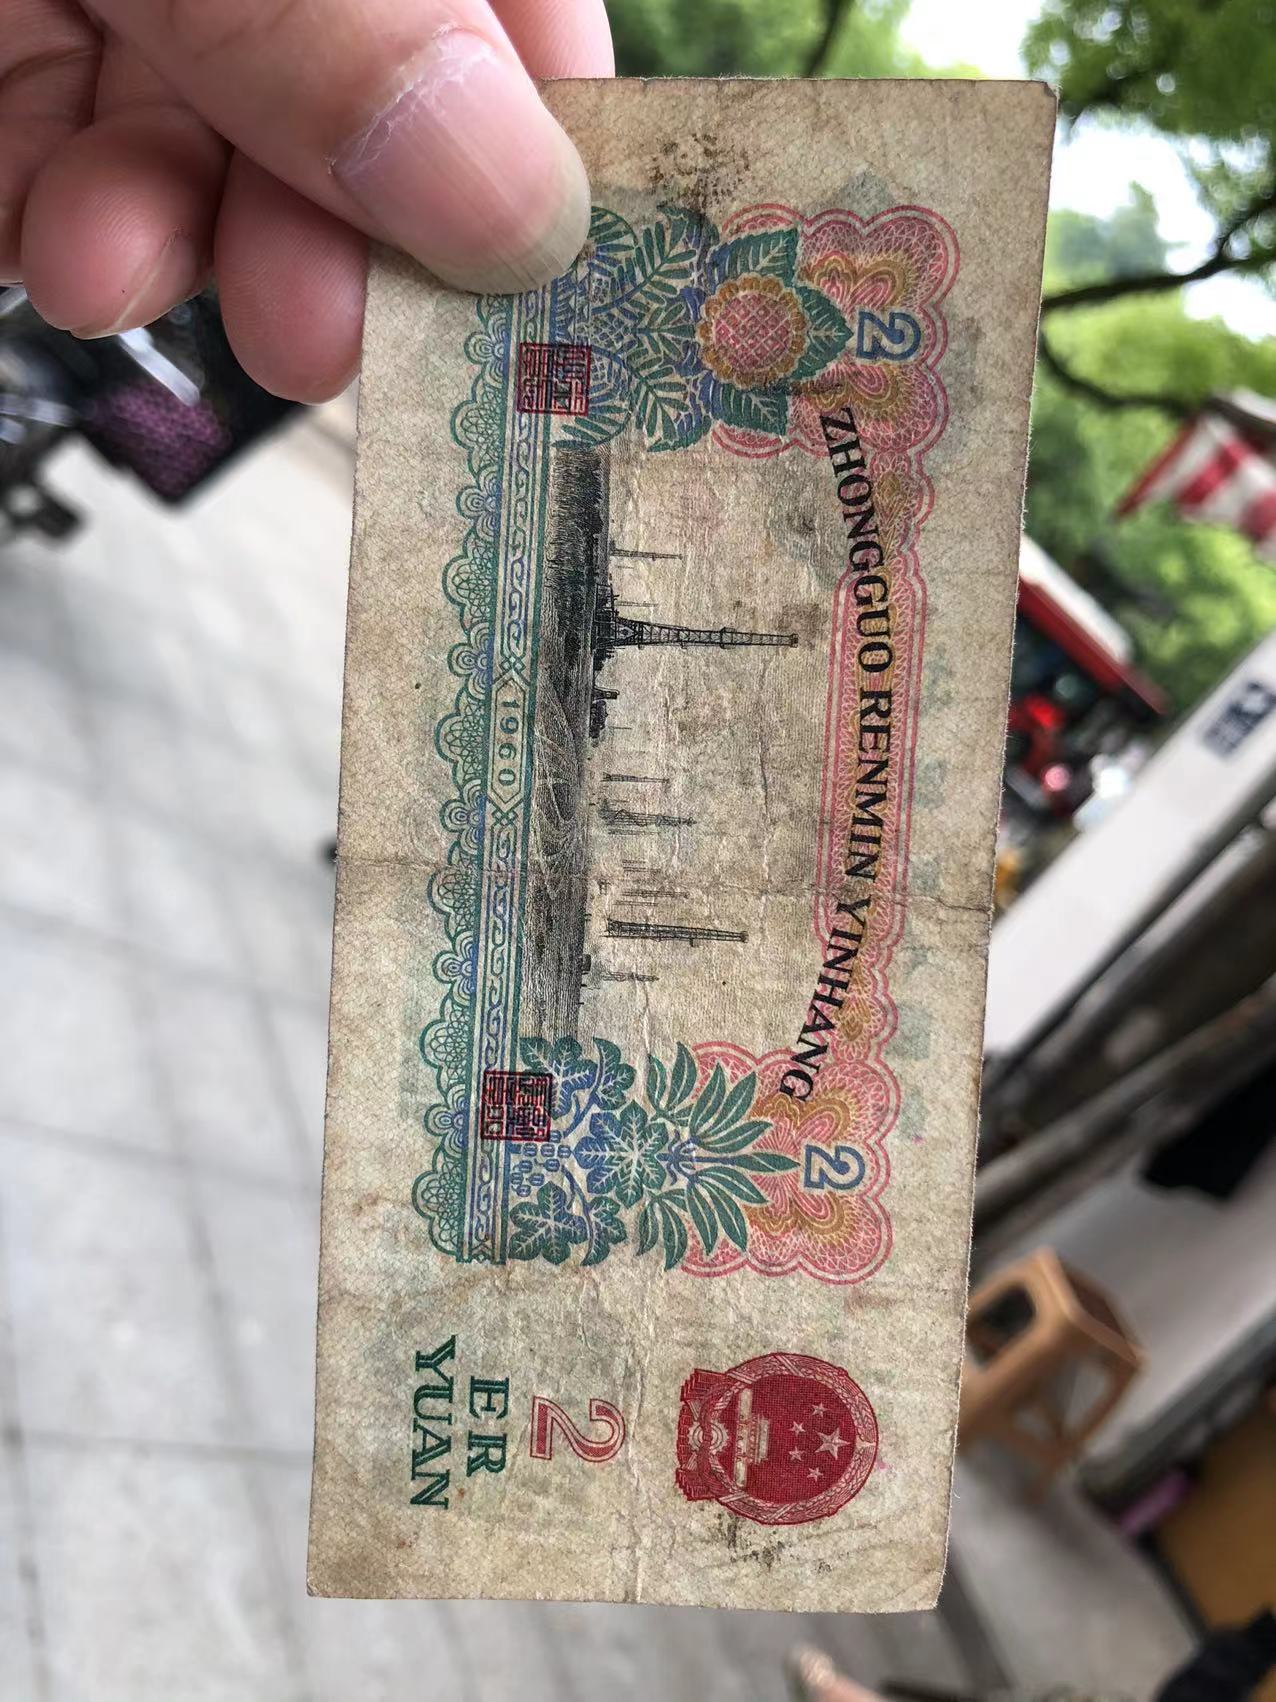 ZHONGGUO RENMIN YINHANG
2
2
1960
2
ER
YUAN